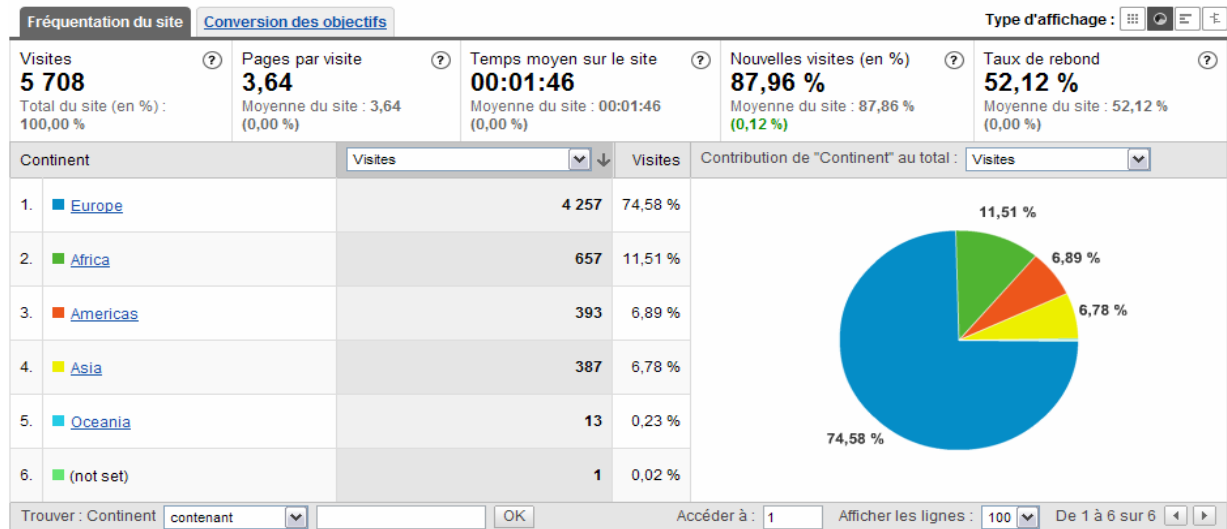 Fréquentation du site Conversion des objectifs Type d'affichage :
Visites ? Pages par visite ? Temps moyen sur le site ? Nouvelles visites (en %) ? Taux de rebond ?
5 708 3,64 00:01:46 87,96 % 52,12 %
Total du site (en %) : Moyenne du site : 3,64 Moyenne du site : 00:01:46 Moyenne du site : 87,86 % Moyenne du site : 52,12 %
100,00 % (0,00 %) (0,00 %) (0,12 %) (0,00 %)
Continent Visites Visites Contribution de "Continent" au total : Visites
1. Europe 4 257 74,58 %
2. Africa 657 11,51 %
3. Americas 393 6,89 %
4. Asia 387 6,78 %
5. Oceania 13 0,23 %
6. (not set) 1 0,02 %
11,51 %
6,89 %
6,78 %
74,58 %
Trouver : Continent contenant OK Accéder à : 1 Afficher les lignes : 100 De 1 à 6 sur 6